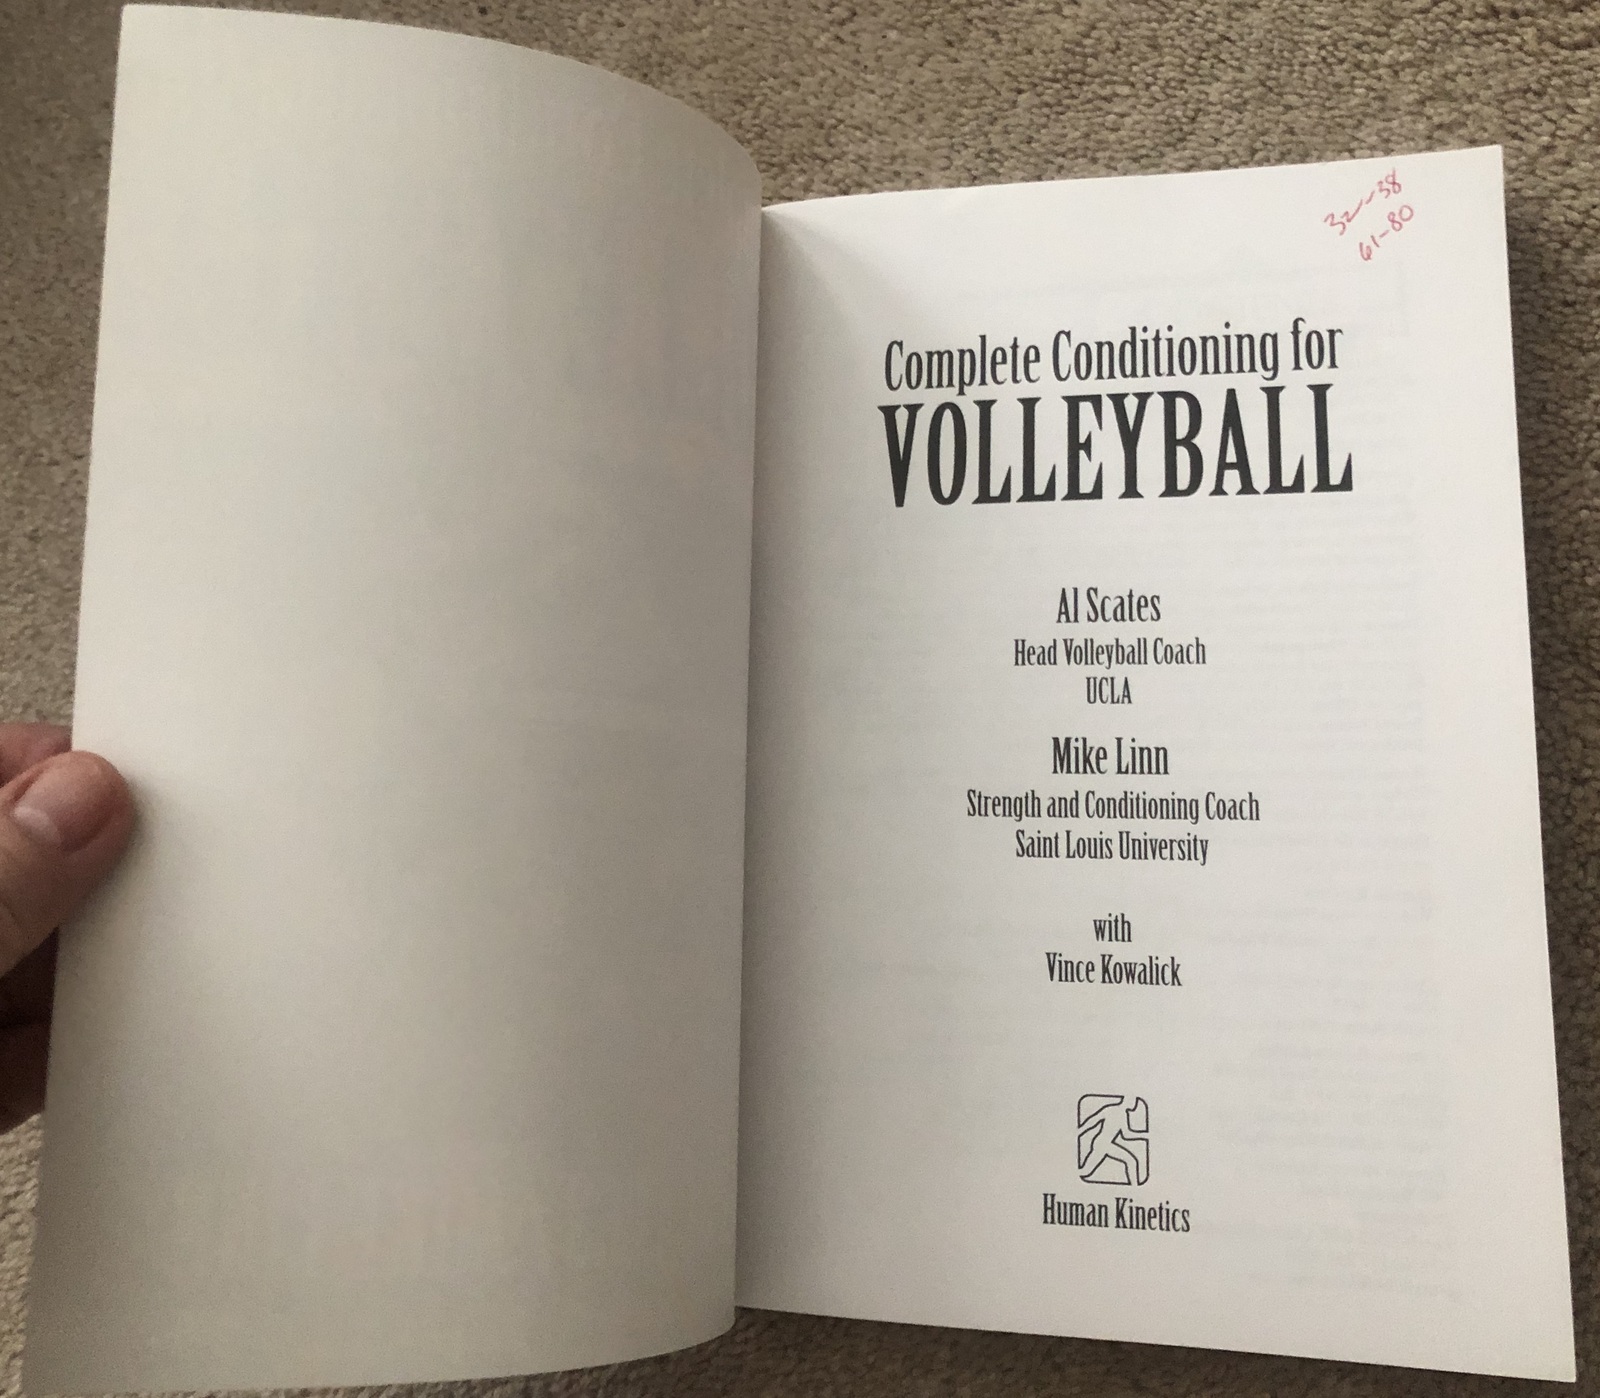 32-38
61-80
Complete Conditioning for
VOLLEYBALL
Al Scates
Head Volleyball Coach
UCLA
Mike Linn
Strength and Conditioning Coach
Saint Louis University
with
Vince Kowalick
Human Kinetics